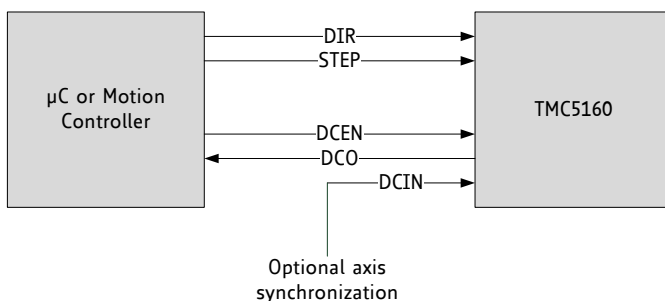 DIR
STEP
µC or Motion
Controller
TMC5160
DCEN
DCO
DCIN
Optional axis
synchronization